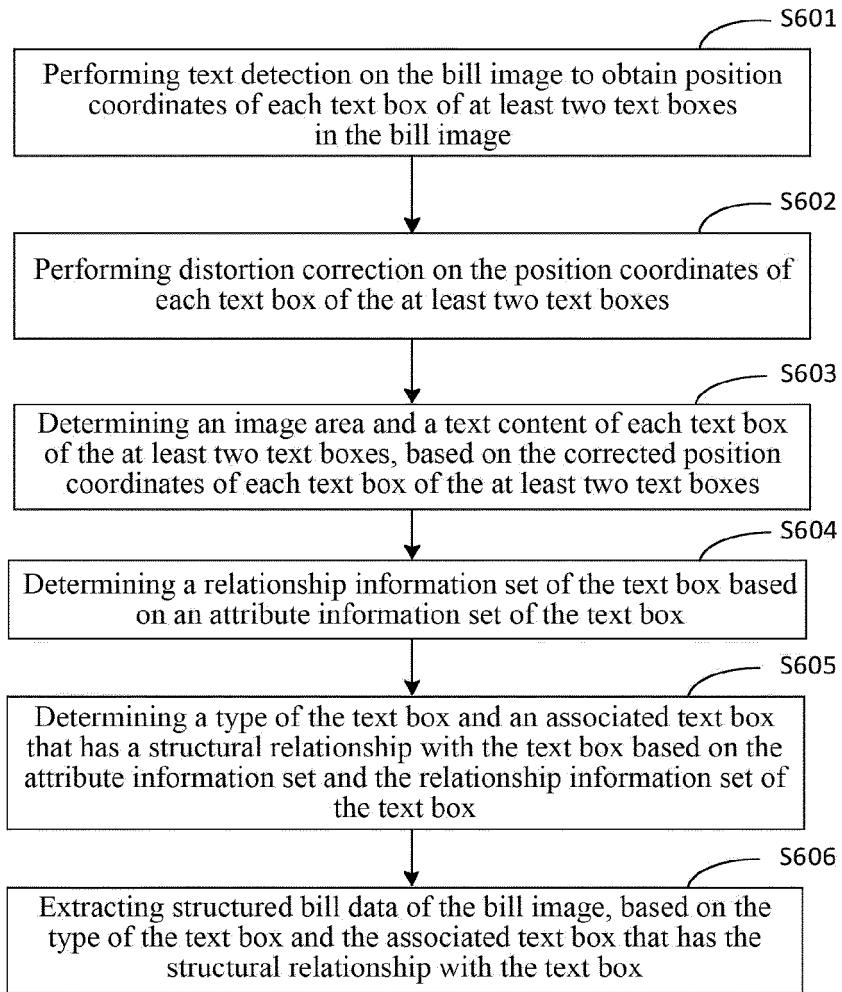 S601
Performing text detection on the bill image to obtain position
coordinates of each text box of at least two text boxes
in the bill image
S602
Performing distortion correction on the position coordinates of
each text box of the at least two text boxes
S603
Determining an image area and a text content of each text box
of the at least two text boxes, based on the corrected position
coordinates of each text box of the at least two text boxes
S604
Determining a relationship information set of the text box based
on an attribute information set of the text box
S605
Determining a type of the text box and an associated text box
that has a structural relationship with the text box based on the
attribute information set and the relationship information set of
the text box
S606
Extracting structured bill data of the bill image, based on the
type of the text box and the associated text box that has the
structural relationship with the text box